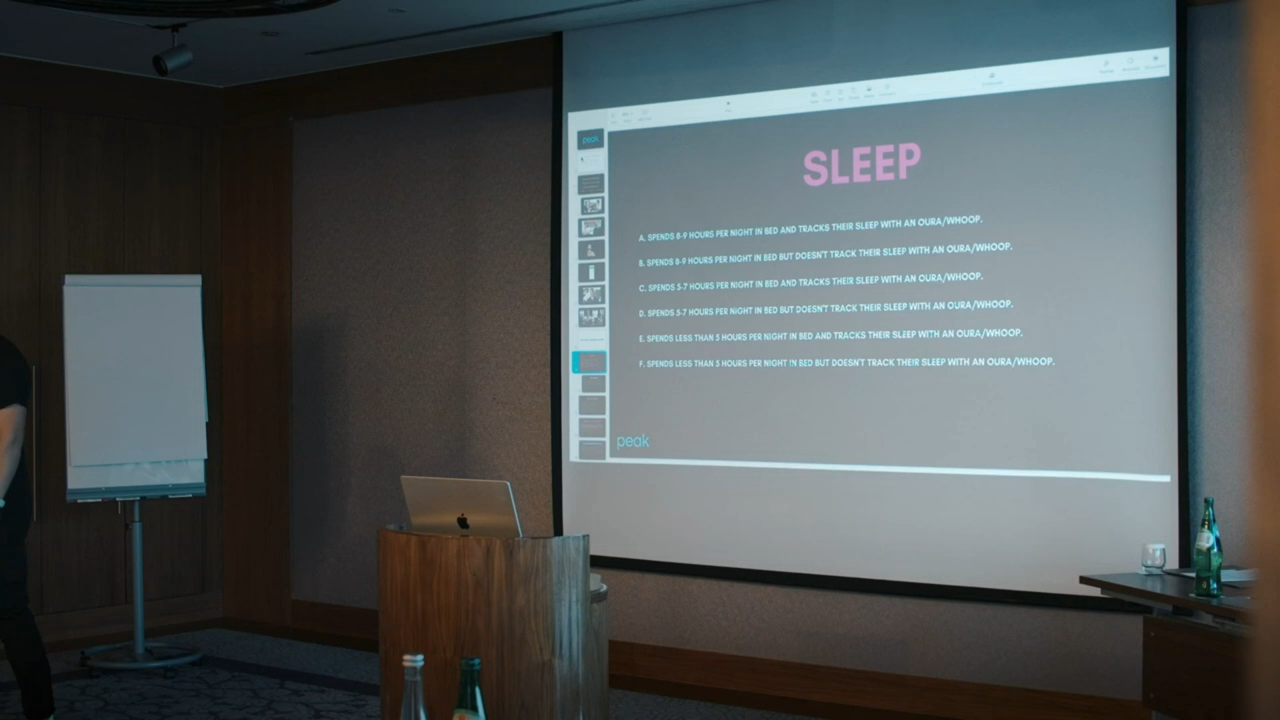 peak
SLEEP
A. SPENDS 8-9 HOURS PER NIGHT IN BED AND TRACKS THEIR SLEEP WITH AN OURA/WHOOP.
B. SPENDS 8-9 HOURS PER NIGHT IN BED BUT DOESN'T TRACK THEIR SLEEP WITH AN OURA/WHOOP.
C. SPENDS 5-7 HOURS PER NIGHT IN BED AND TRACKS THEIR SLEEP WITH AN OURA/WHOOP.
D. SPENDS 5-7 HOURS PER NIGHT IN BED BUT DOESN'T TRACK THEIR SLEEP WITH AN OURA/WHOOP.
E. SPENDS LESS THAN 5 HOURS PER NIGHT IN BED AND TRACKS THEIR SLEEP WITH AN OURA/WHOOP.
F. SPENDS LESS THAN 5 HOURS PER NIGHT IN BED BUT DOESN'T TRACK THEIR SLEEP WITH AN OURA/WHOOP.
peak